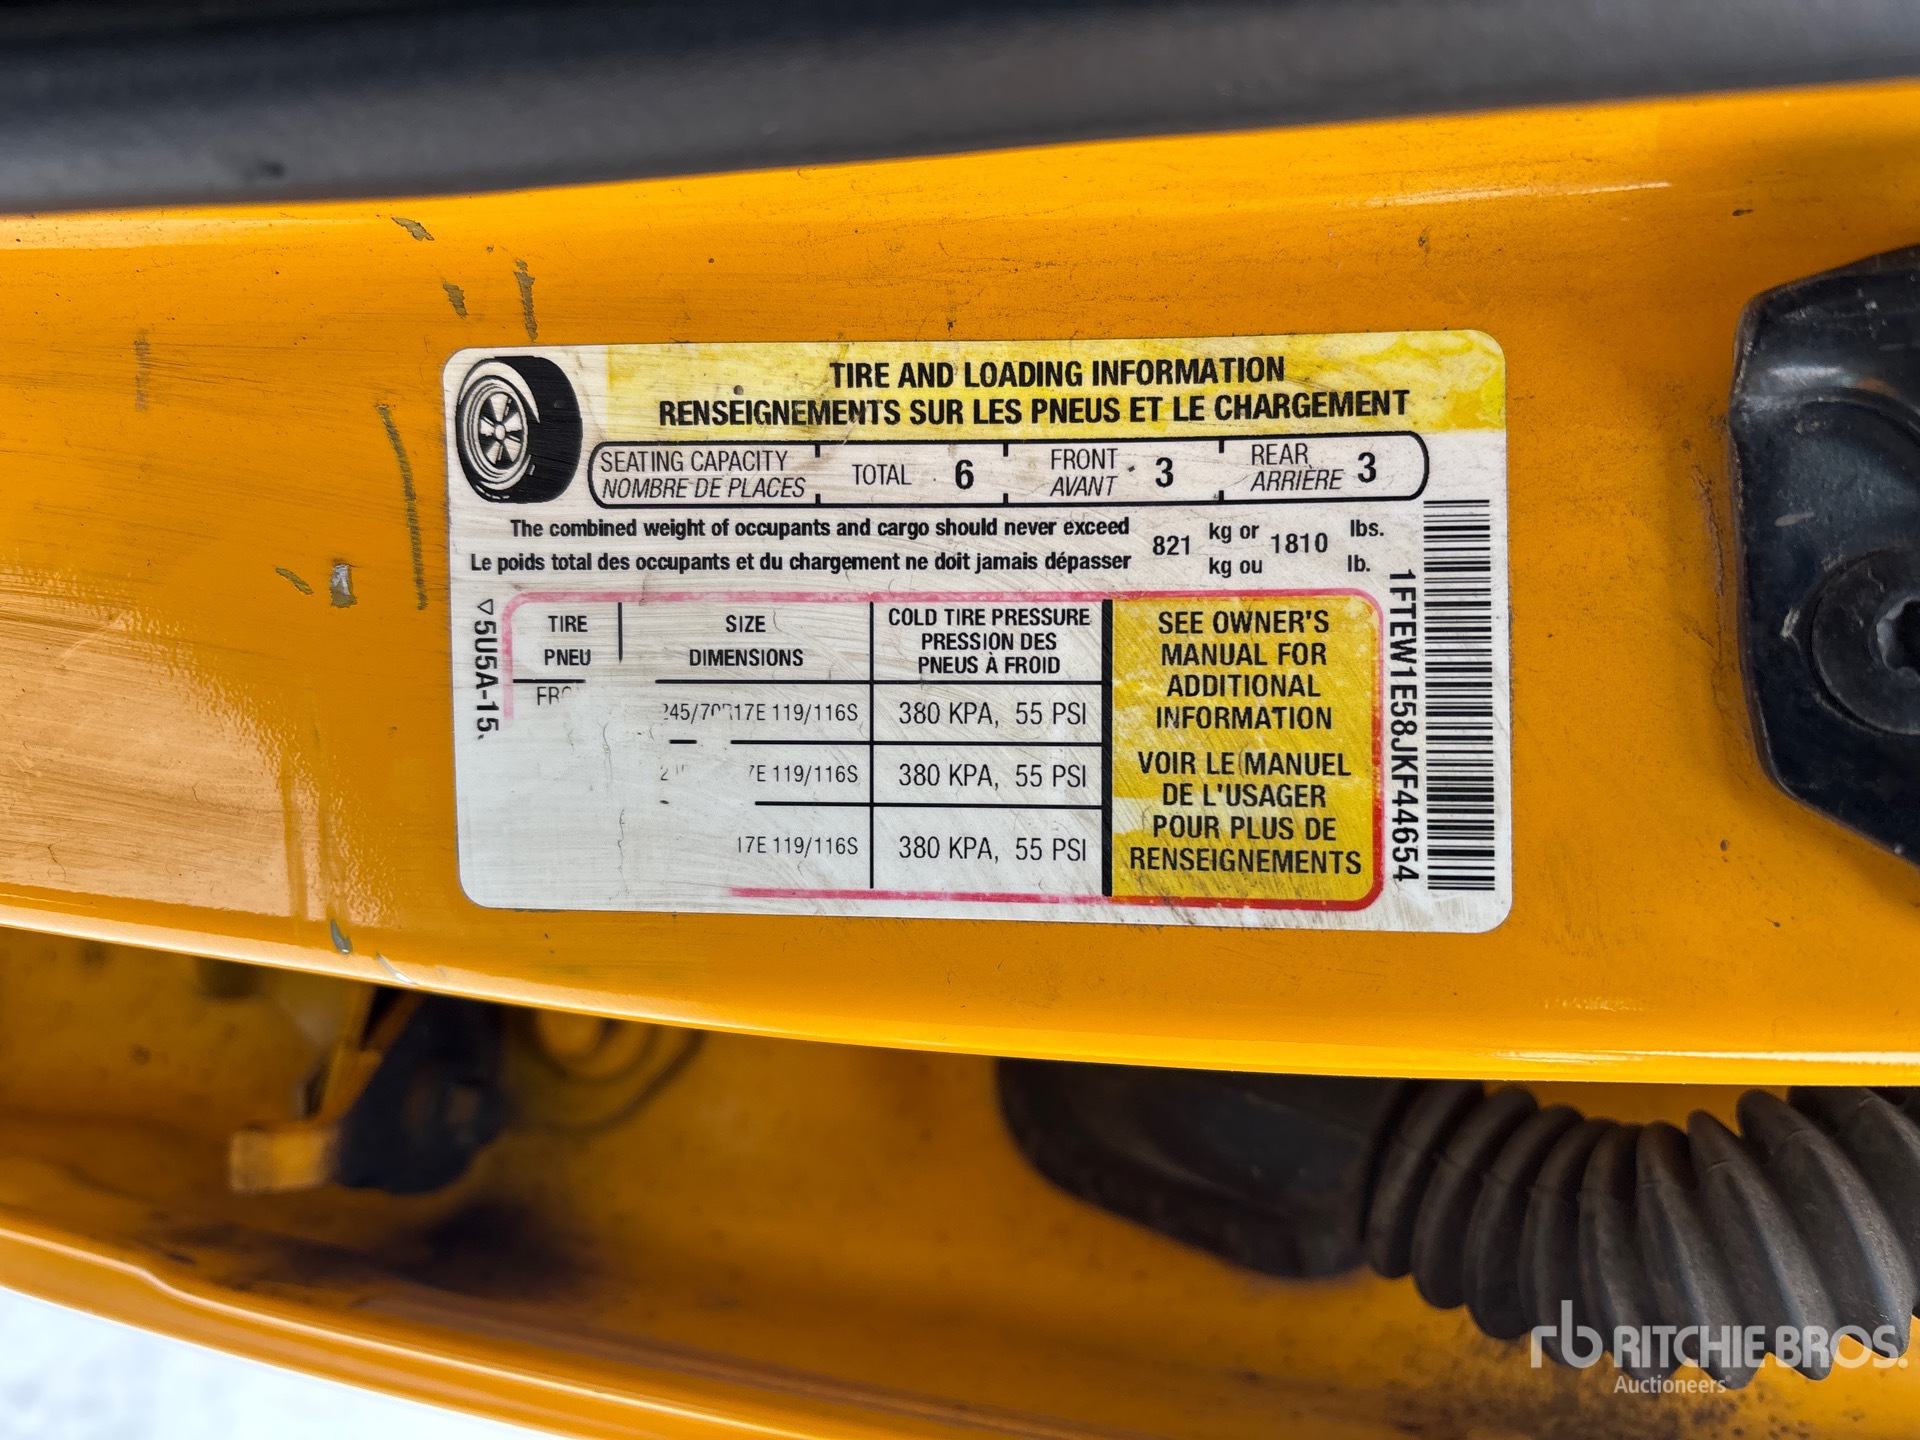 TIRE AND LOADING INFORMATION
RENSEIGNEMENTS SUR LES PNEUS ET LE CHARGEMENT
SEATING CAPACITY
NOMBRE DE PLACES
TOTAL 6
FRONT
AVANT 3
REAR
ARRIÈRE 3
The combined weight of occupants and cargo should never exceed
Le poids total des occupants et du chargement ne doit jamais dépasser
821 kg or 1810 lbs.
kg ou lb.
5U5A-15
TIRE
PNEU
SIZE
DIMENSIONS
COLD TIRE PRESSURE
PRESSION DES
PNEUS À FROID
245/70R17E 119/116S 380 KPA, 55 PSI
7E 119/116S 380 KPA, 55 PSI
17E 119/116S 380 KPA, 55 PSI
SEE OWNER'S
MANUAL FOR
ADDITIONAL
INFORMATION
VOIR LE MANUEL
DE L'USAGER
POUR PLUS DE
RENSEIGNEMENTS
1FTEW1E58JKF44654
rb RITCHIE BROS.
Auctioneers